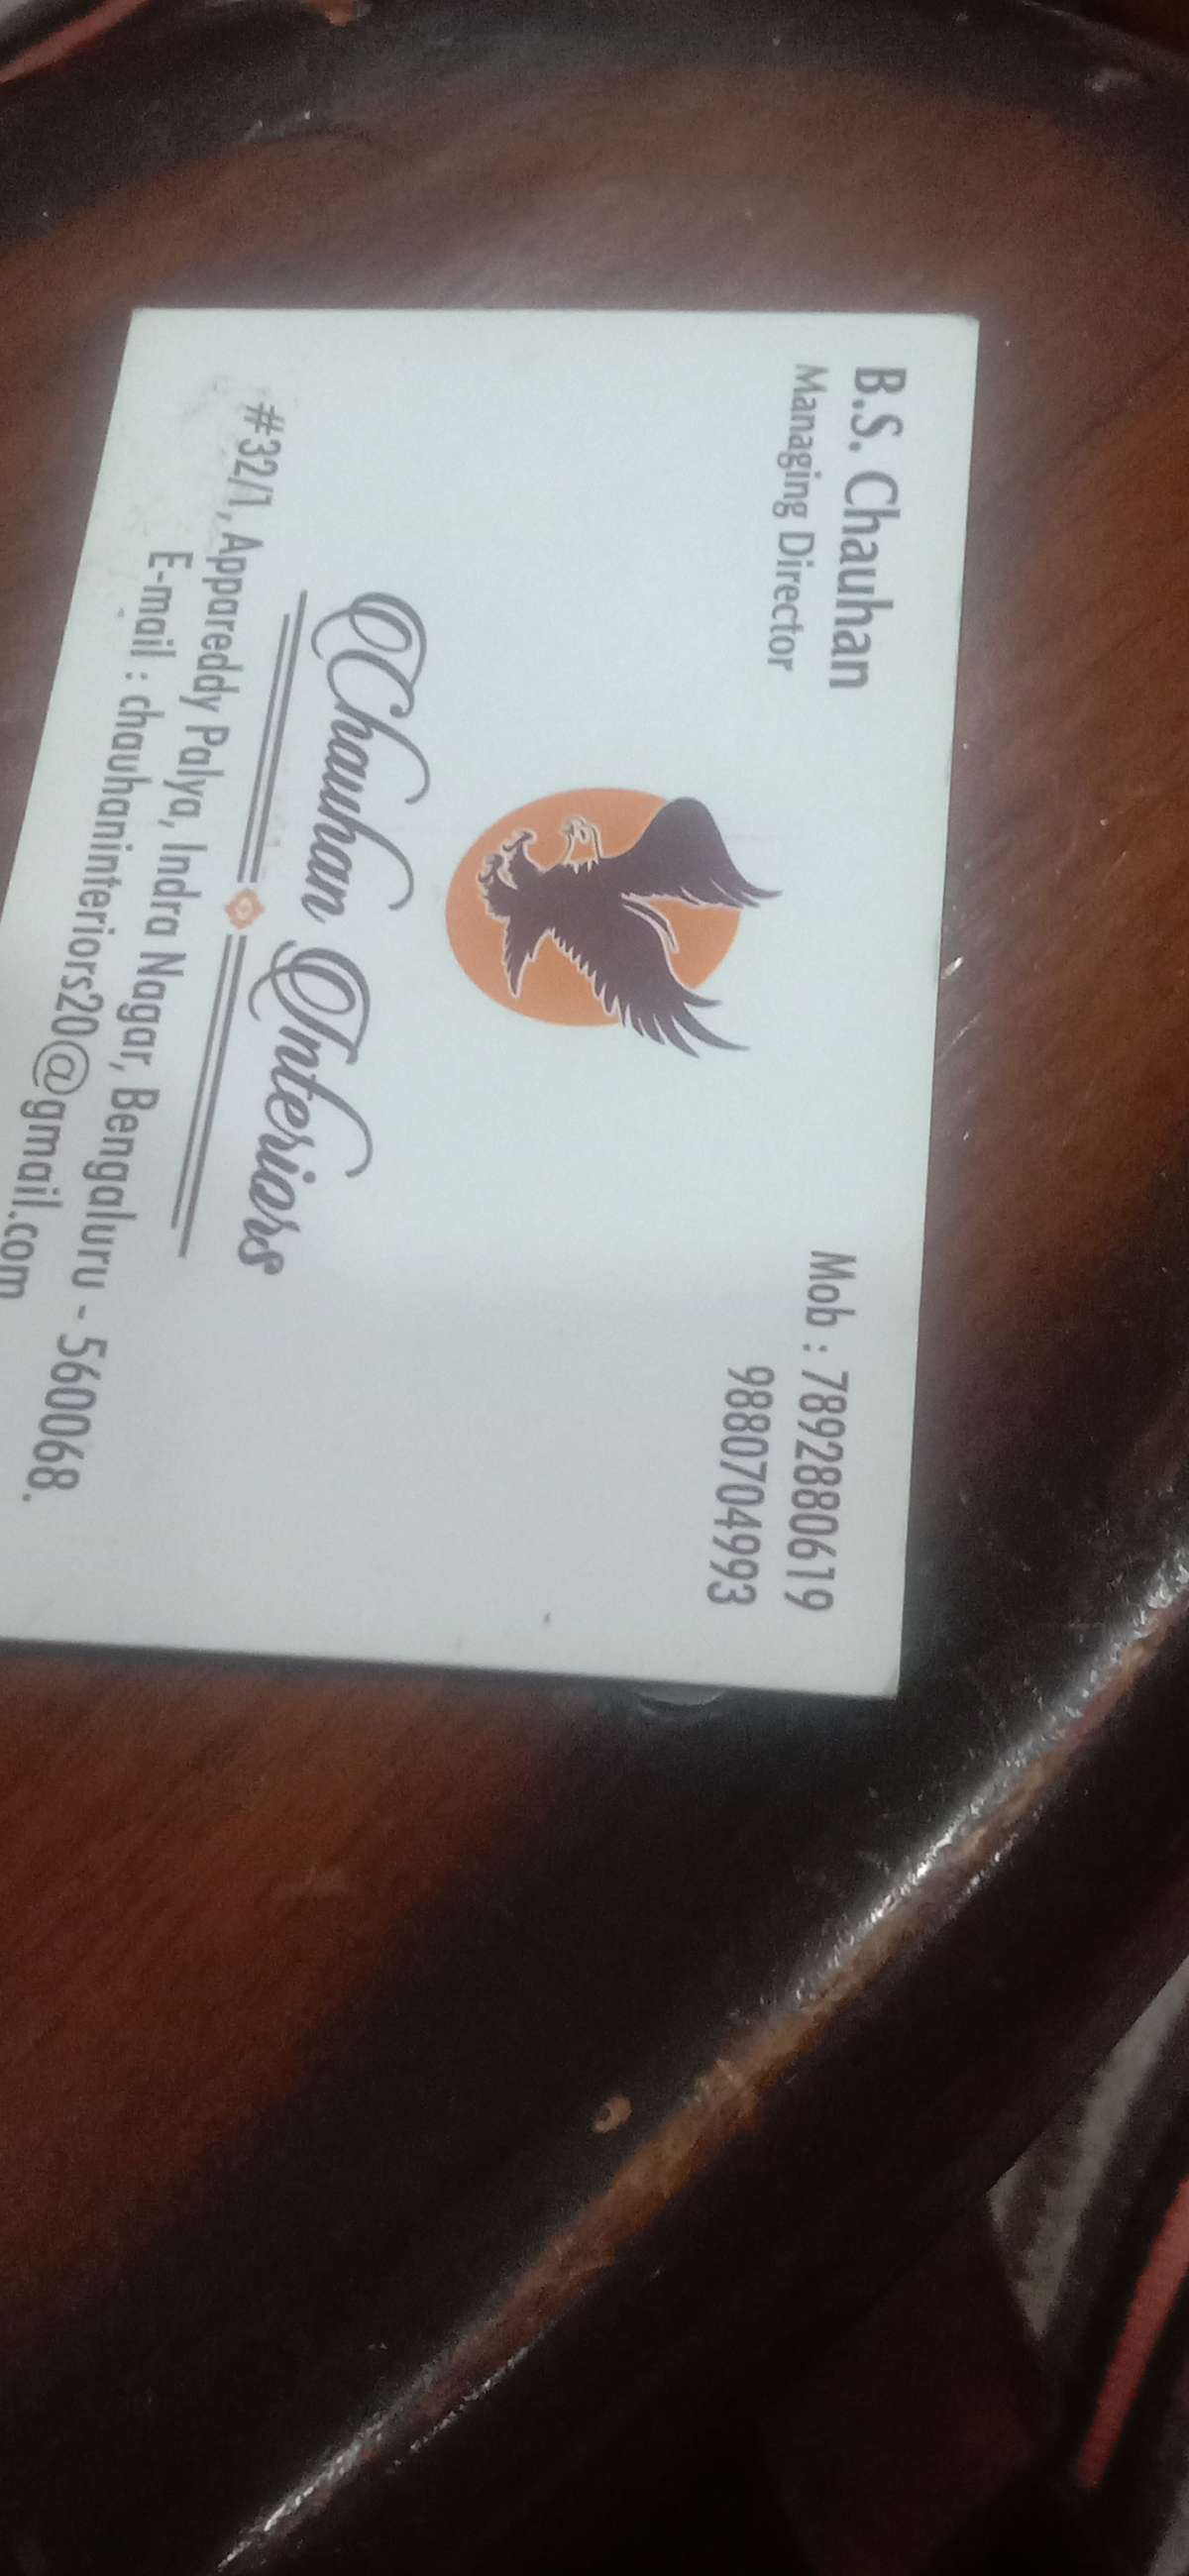 B.S. Chauhan
Managing Director
Mob : 7892880619
9880704993
Chauhan Interiors
#32/1, Appareddy Palya, Indra Nagar, Bengaluru - 560068.
E-mail : chauhaninteriors20@gmail.com